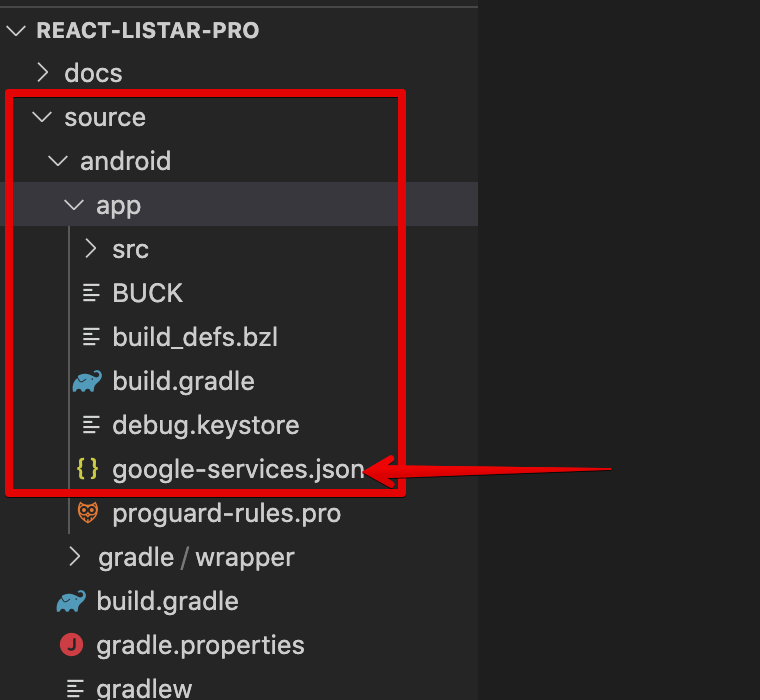 REACT-LISTAR-PRO
docs
source
android
app
src
BUCK
build_defs.bzl
build.gradle
debug.keystore
google-services.json
proguard-rules.pro
gradle / wrapper
build.gradle
J gradle.properties
gradlew